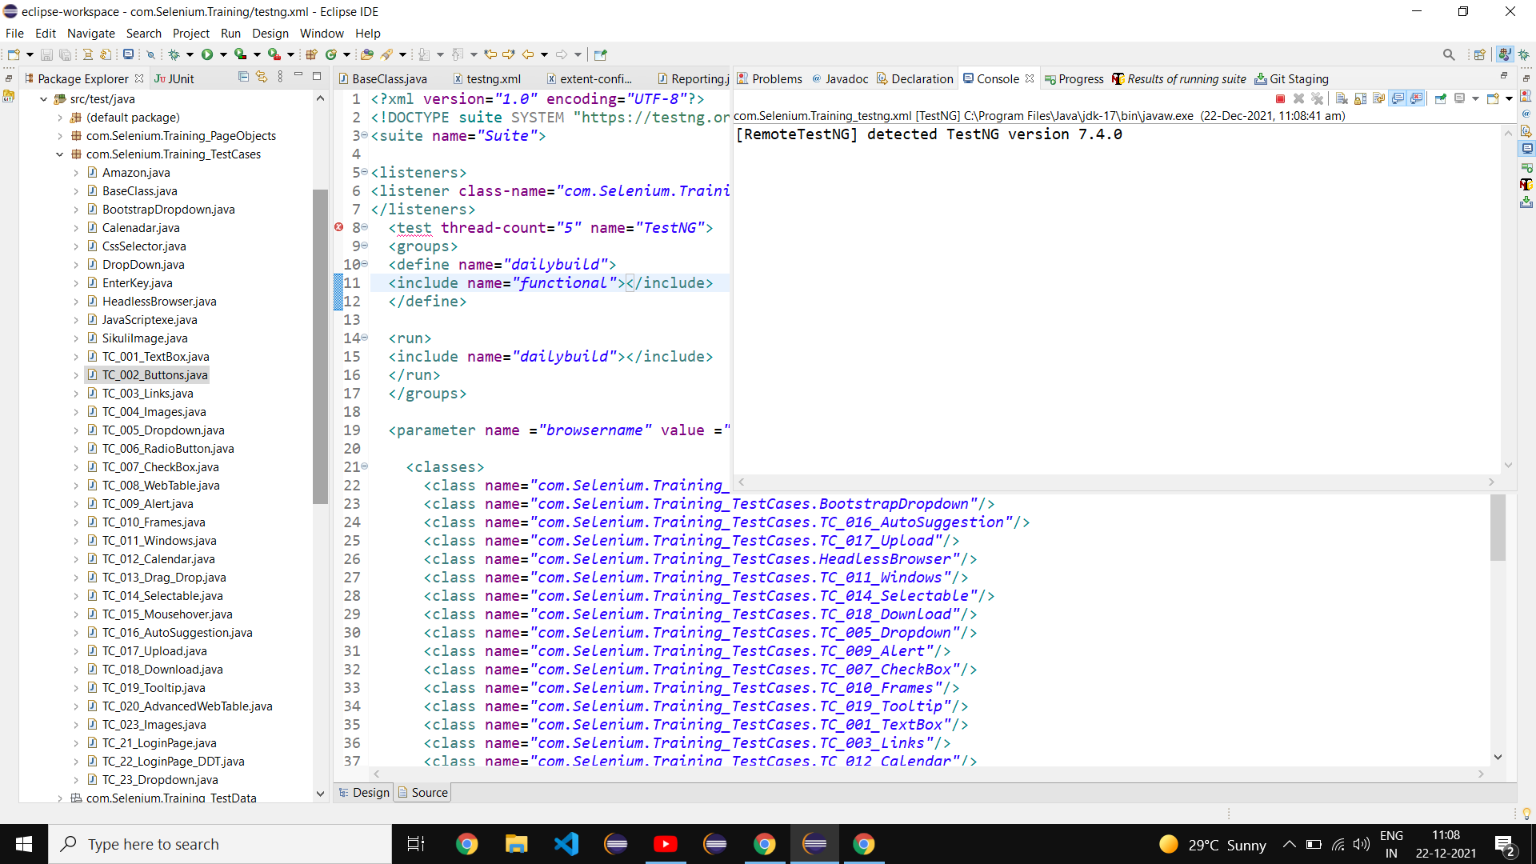 eclipse-workspace - com.Selenium.Training/testng.xml - Eclipse IDE
File Edit Navigate Search Project Run Design Window Help
Package Explorer JUnit
BaseClass.java testng.xml extent-confi... Reporting.j
Problems Javadoc Declaration Console Progress Results of running suite Git Staging
com.Selenium.Training_testng.xml [TestNG] C:\Program Files\Java\jdk-17\bin\javaw.exe (22-Dec-2021, 11:08:41 am)
[RemoteTestNG] detected TestNG version 7.4.0
src/test/java
(default package)
com.Selenium.Training_PageObjects
com.Selenium.Training_TestCases
Amazon.java
BaseClass.java
BootstrapDropdown.java
Calenadar.java
CssSelector.java
DropDown.java
EnterKey.java
HeadlessBrowser.java
JavaScriptexe.java
SikuliImage.java
TC_001_TextBox.java
TC_002_Buttons.java
TC_003_Links.java
TC_004_Images.java
TC_005_Dropdown.java
TC_006_RadioButton.java
TC_007_CheckBox.java
TC_008_WebTable.java
TC_009_Alert.java
TC_010_Frames.java
TC_011_Windows.java
TC_012_Calendar.java
TC_013_Drag_Drop.java
TC_014_Selectable.java
TC_015_Mousehover.java
TC_016_AutoSuggestion.java
TC_017_Upload.java
TC_018_Download.java
TC_019_Tooltip.java
TC_020_AdvancedWebTable.java
TC_023_Images.java
TC_21_LoginPage.java
TC_22_LoginPage_DDT.java
TC_23_Dropdown.java
com.Selenium.Training_TestData
1 <?xml version="1.0" encoding="UTF-8"?>
2 <!DOCTYPE suite SYSTEM "https://testng.or
3 <suite name="Suite">
4
5 <listeners>
6 <listener class-name="com.Selenium.Traini
7 </listeners>
8 <test thread-count="5" name="TestNG">
9 <groups>
10 <define name="dailybuild">
11 <include name="functional"></include>
12 </define>
13
14 <run>
15 <include name="dailybuild"></include>
16 </run>
17 </groups>
18
19 <parameter name ="browsername" value ="
20
21 <classes>
22 <class name="com.Selenium.Training_
23 <class name="com.Selenium.Training_TestCases.BootstrapDropdown"/>
24 <class name="com.Selenium.Training_TestCases.TC_016_AutoSuggestion"/>
25 <class name="com.Selenium.Training_TestCases.TC_017_Upload"/>
26 <class name="com.Selenium.Training_TestCases.HeadlessBrowser"/>
27 <class name="com.Selenium.Training_TestCases.TC_011_Windows"/>
28 <class name="com.Selenium.Training_TestCases.TC_014_Selectable"/>
29 <class name="com.Selenium.Training_TestCases.TC_018_Download"/>
30 <class name="com.Selenium.Training_TestCases.TC_005_Dropdown"/>
31 <class name="com.Selenium.Training_TestCases.TC_009_Alert"/>
32 <class name="com.Selenium.Training_TestCases.TC_007_CheckBox"/>
33 <class name="com.Selenium.Training_TestCases.TC_010_Frames"/>
34 <class name="com.Selenium.Training_TestCases.TC_019_Tooltip"/>
35 <class name="com.Selenium.Training_TestCases.TC_001_TextBox"/>
36 <class name="com.Selenium.Training_TestCases.TC_003_Links"/>
37 <class name="com.Selenium.Training_TestCases.TC_012_Calendar"/>
Design Source
Type here to search
29°C Sunny
ENG
IN
11:08
22-12-2021
2